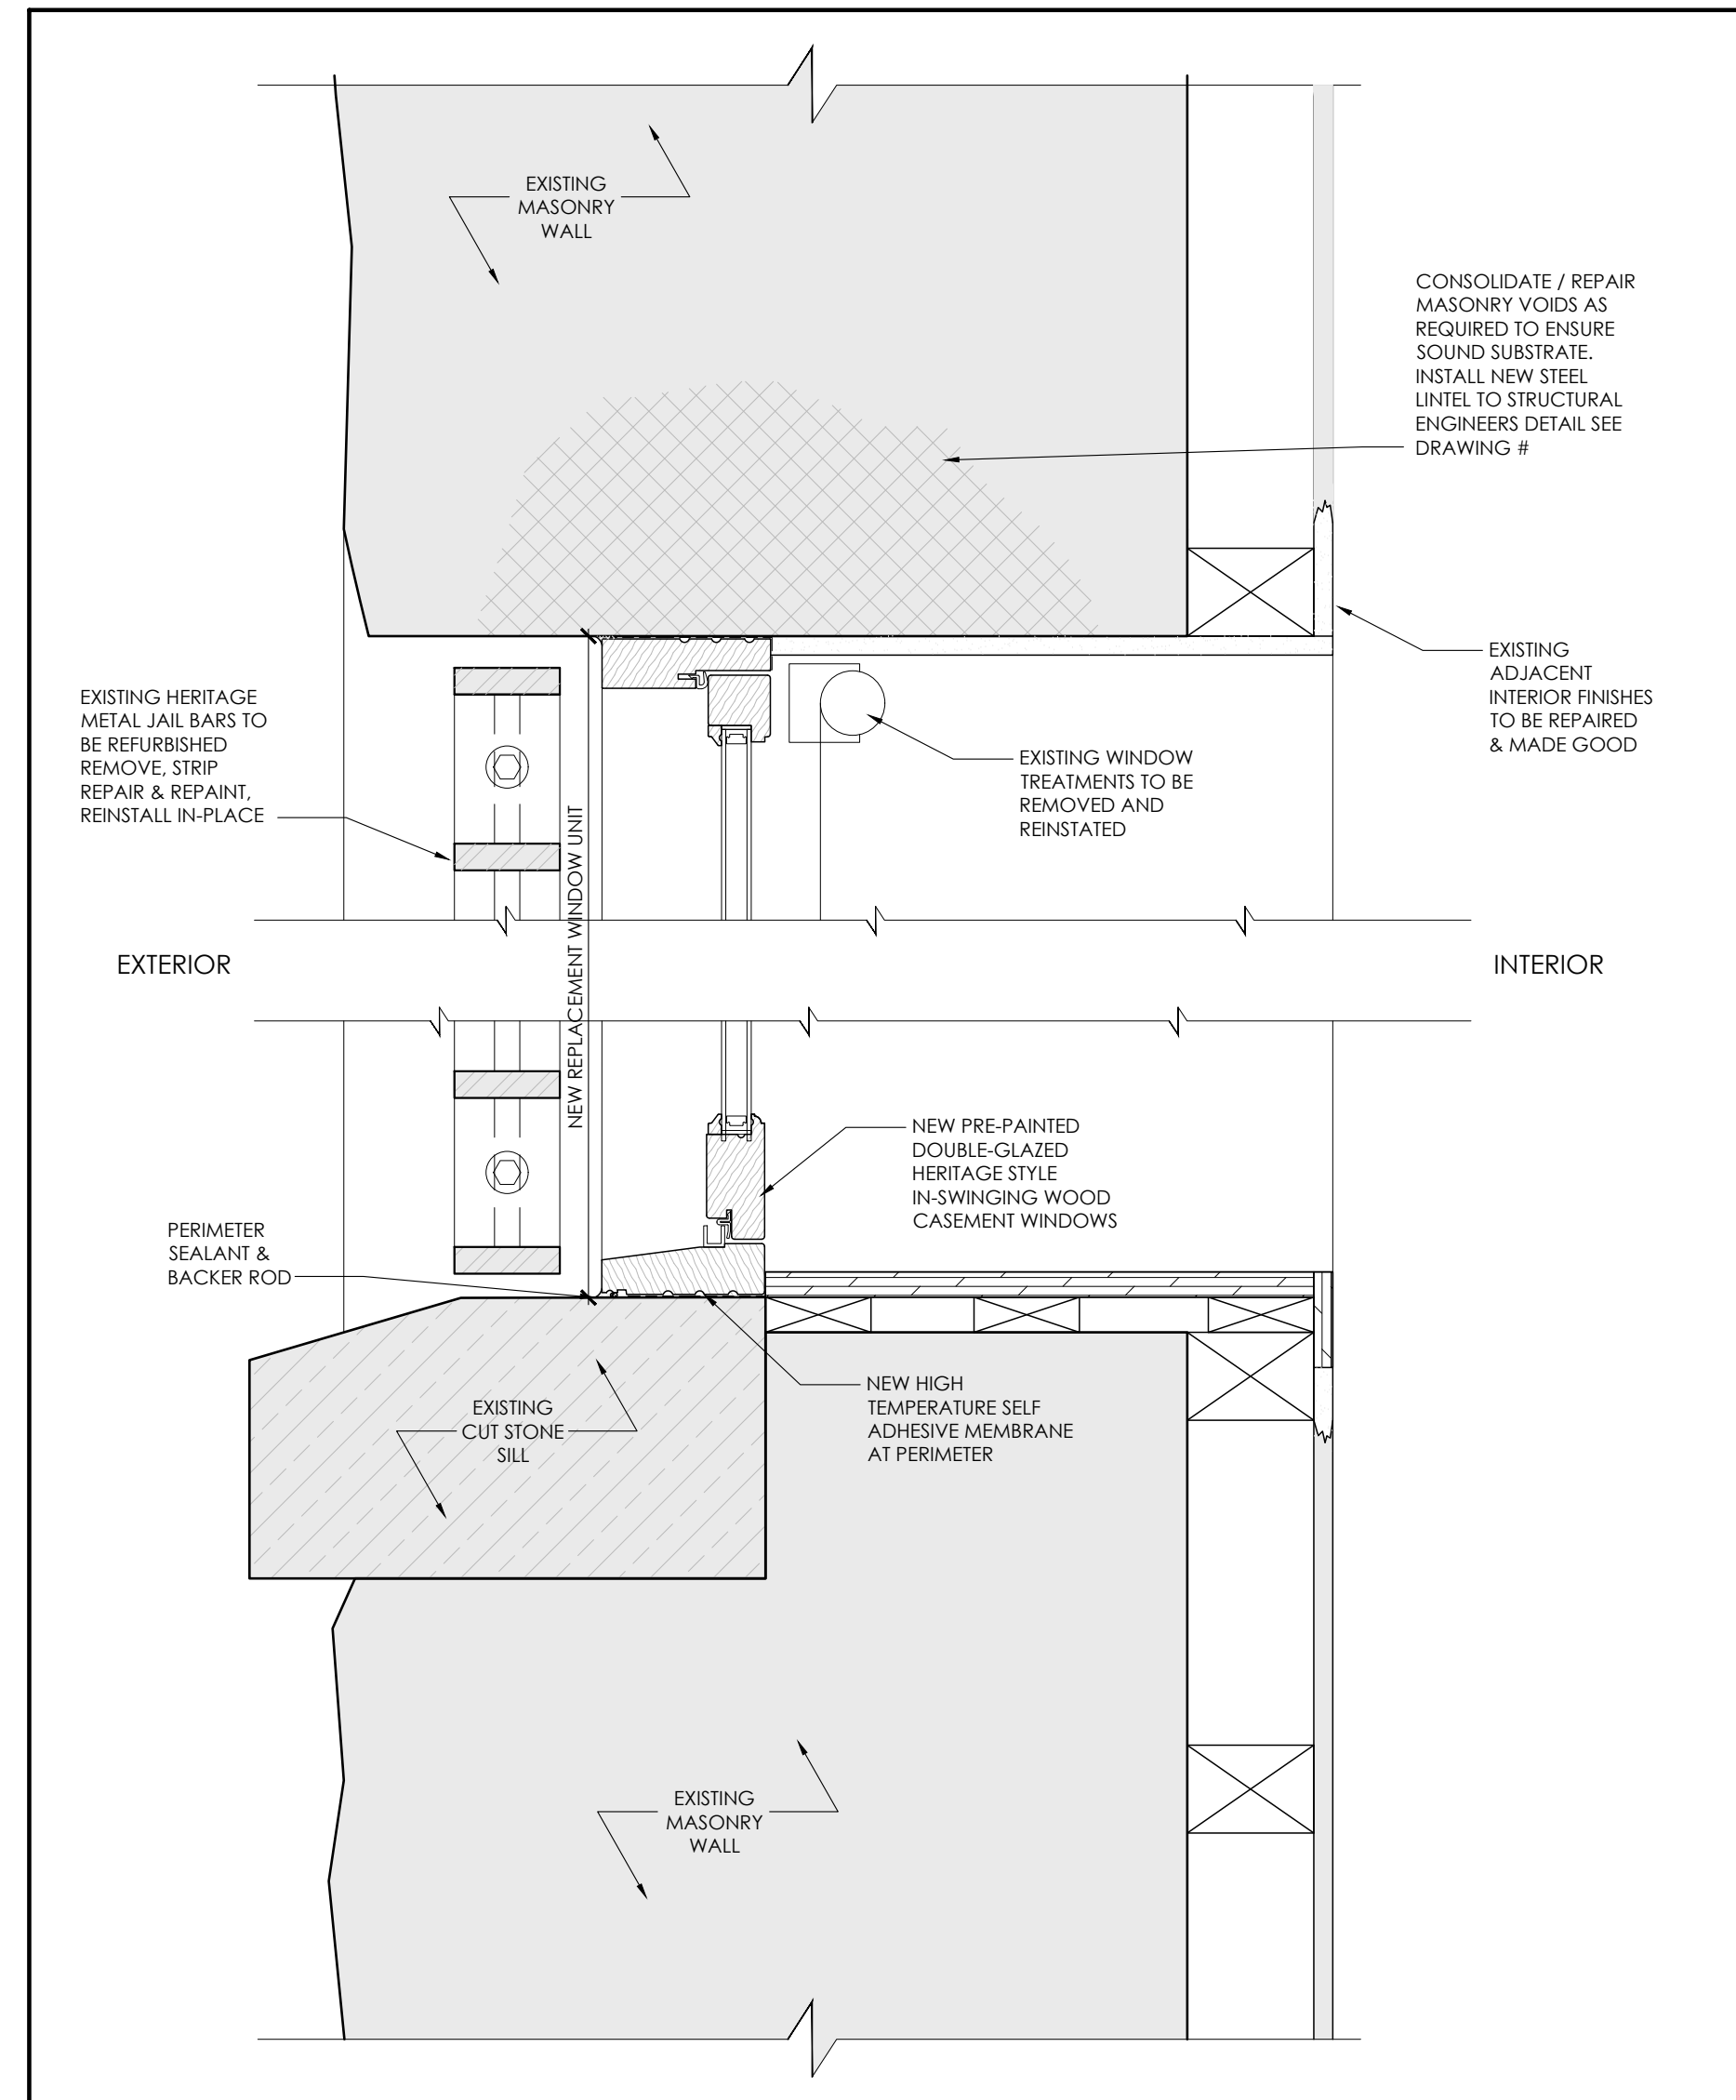 EXISTING
MASONRY
WALL
CONSOLIDATE / REPAIR
MASONRY VOIDS AS
REQUIRED TO ENSURE
SOUND SUBSTRATE.
INSTALL NEW STEEL
LINTEL TO STRUCTURAL
ENGINEERS DETAIL SEE
DRAWING #
EXISTING
ADJACENT
INTERIOR FINISHES
TO BE REPAIRED
& MADE GOOD
EXISTING HERITAGE
METAL JAIL BARS TO
BE REFURBISHED
REMOVE, STRIP
REPAIR & REPAINT,
REINSTALL IN-PLACE
EXISTING WINDOW
TREATMENTS TO BE
REMOVED AND
REINSTATED
NEW REPLACEMENT WINDOW UNIT
EXTERIOR
INTERIOR
NEW PRE-PAINTED
DOUBLE-GLAZED
HERITAGE STYLE
IN-SWINGING WOOD
CASEMENT WINDOWS
PERIMETER
SEALANT &
BACKER ROD
NEW HIGH
TEMPERATURE SELF
ADHESIVE MEMBRANE
AT PERIMETER
EXISTING
CUT STONE
SILL
EXISTING
MASONRY
WALL